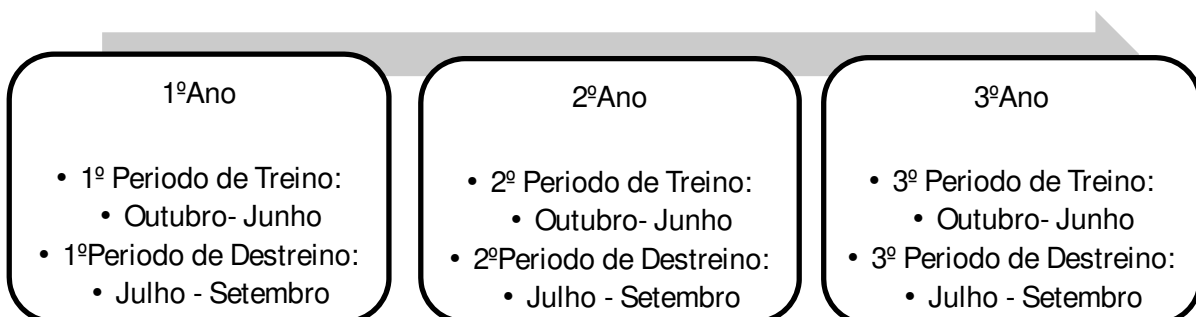 1ºAno
• 1º Periodo de Treino:
• Outubro- Junho
• 1ºPeriodo de Destreino:
• Julho - Setembro
2ºAno
• 2º Periodo de Treino:
• Outubro- Junho
• 2ºPeriodo de Destreino:
• Julho - Setembro
3ºAno
• 3º Periodo de Treino:
• Outubro- Junho
• 3º Periodo de Destreino:
• Julho - Setembro